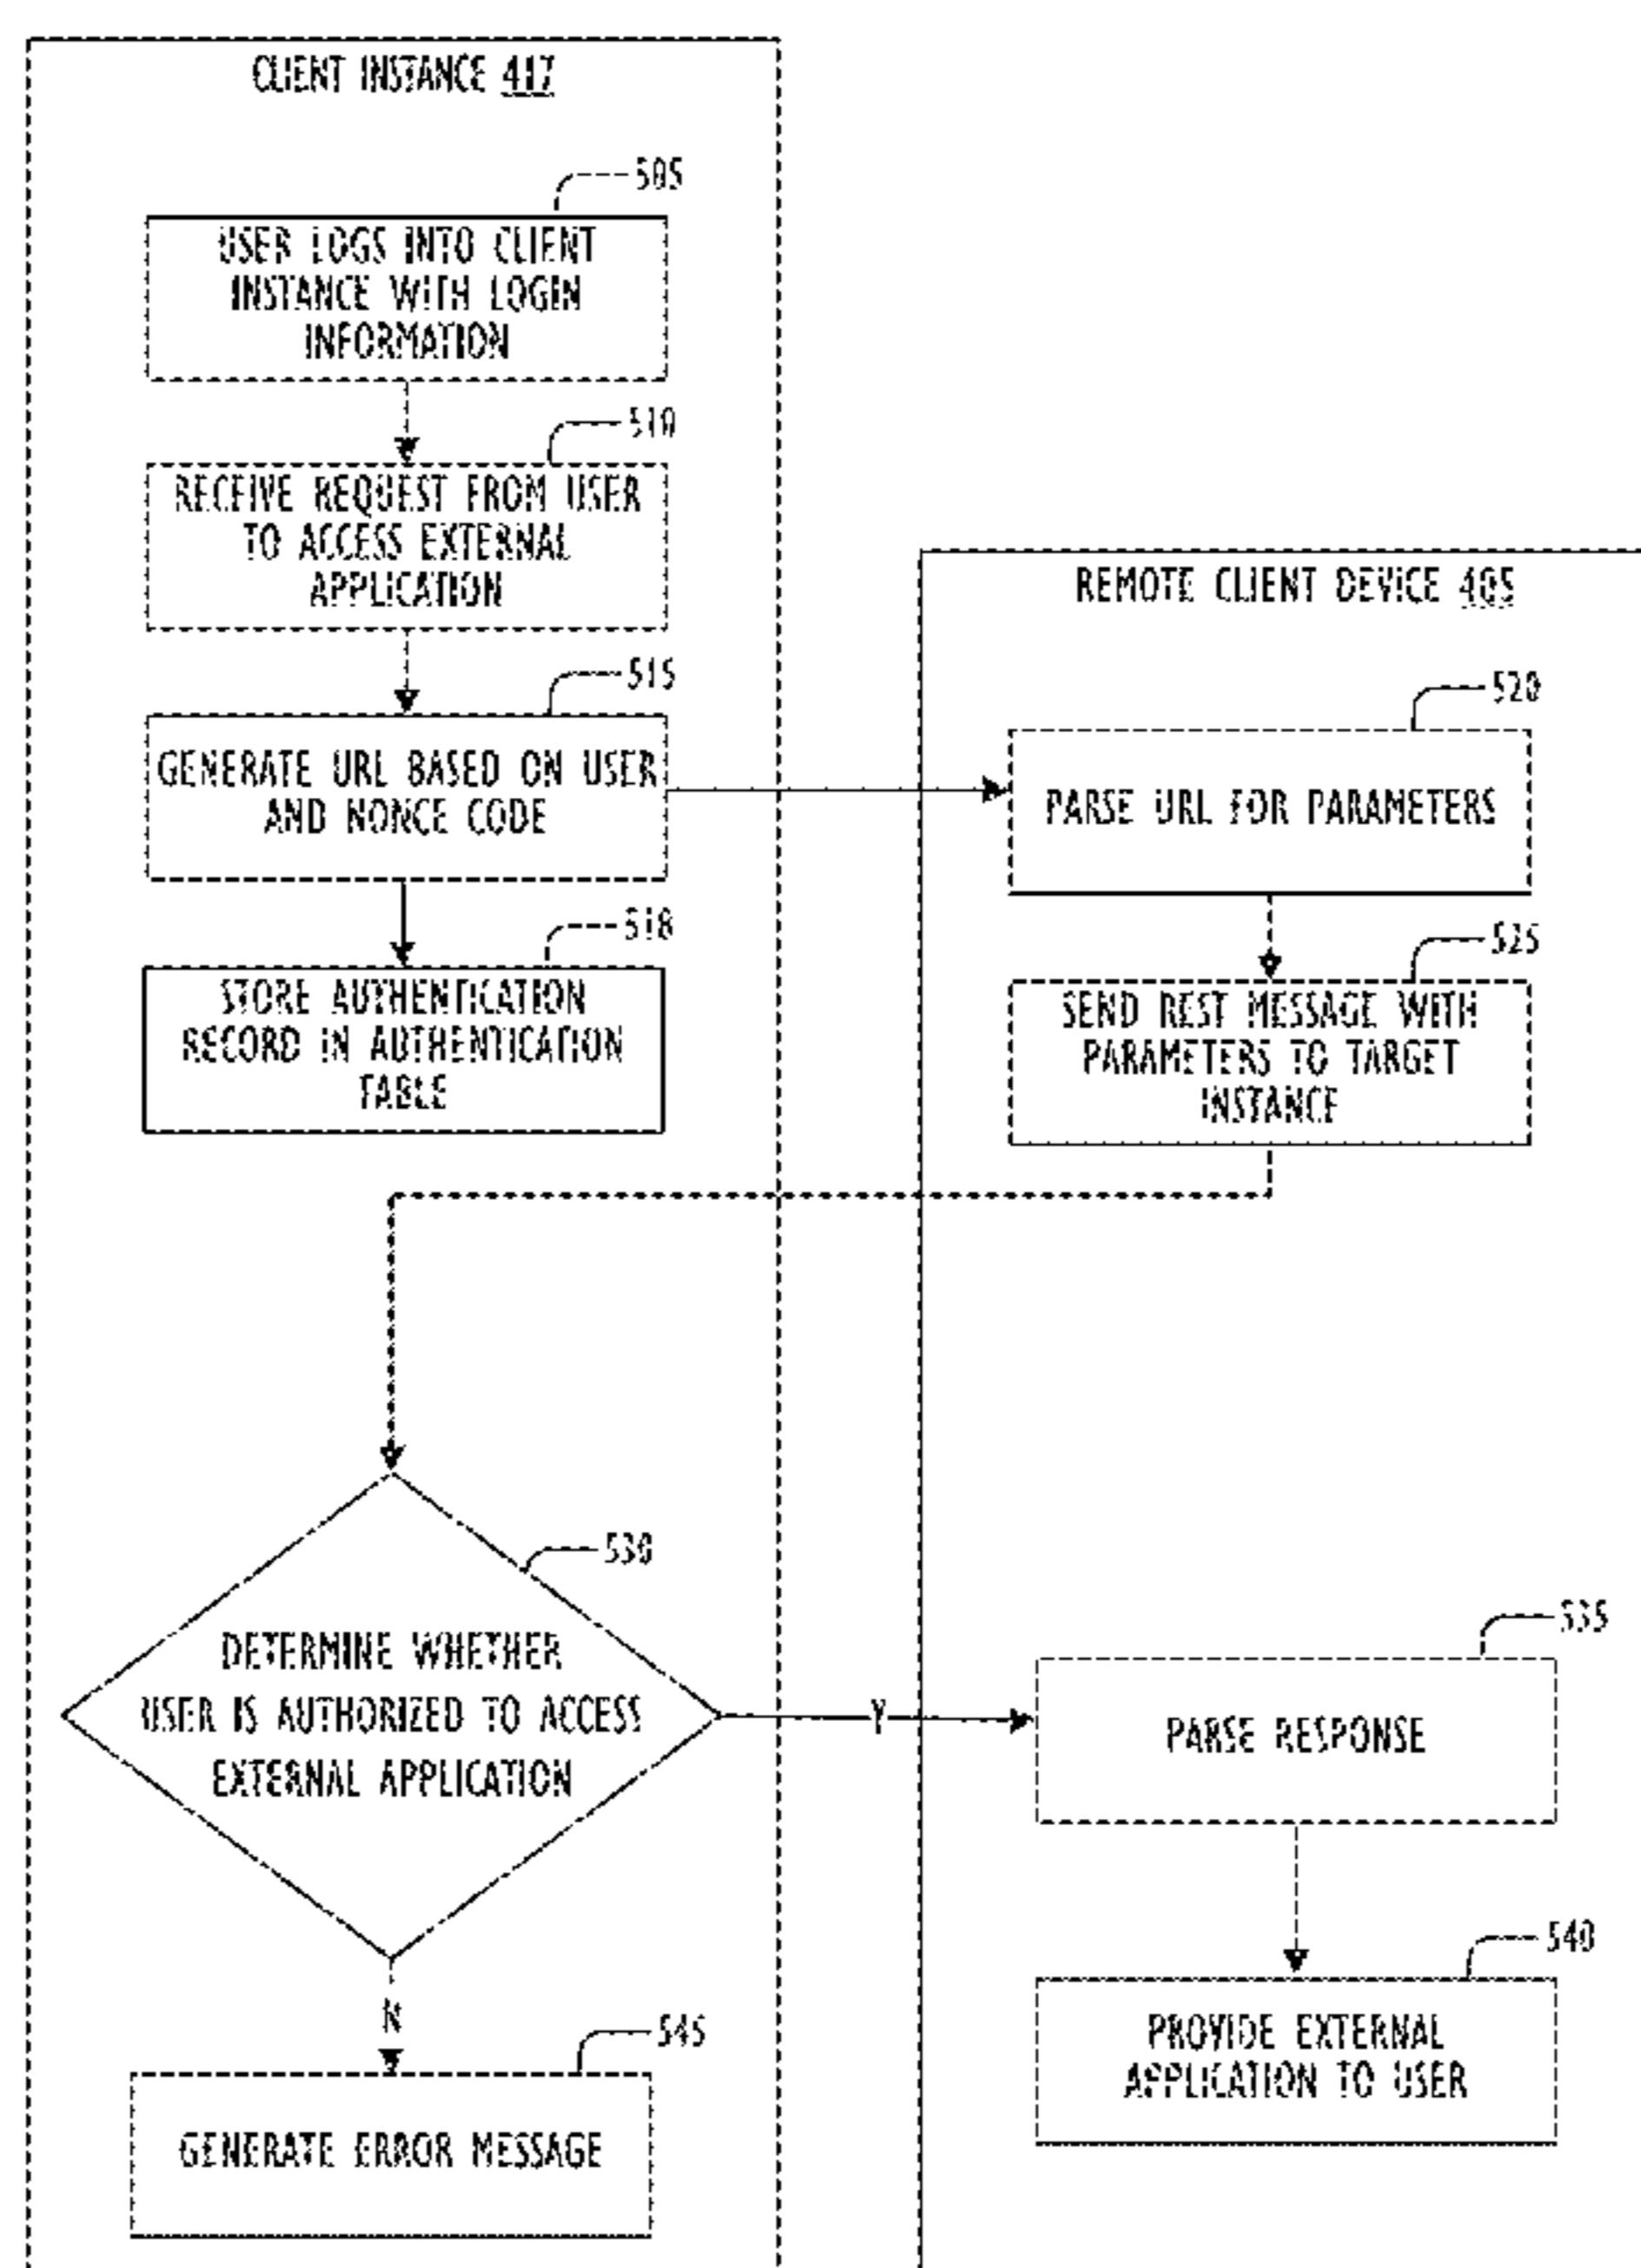 CLIENT INSTANCE 417
505
USER LOGS INTO CLIENT
INSTANCE WITH LOGIN
INFORMATION
510
RECEIVE REQUEST FROM USER
TO ACCESS EXTERNAL
APPLICATION
515
GENERATE URL BASED ON USER
AND NONCE CODE
518
STORE AUTHENTICATION
RECORD IN AUTHENTICATION
TABLE
REMOTE CLIENT DEVICE 405
520
PARSE URL FOR PARAMETERS
525
SEND REST MESSAGE WITH
PARAMETERS TO TARGET
INSTANCE
530
DETERMINE WHETHER
USER IS AUTHORIZED TO ACCESS
EXTERNAL APPLICATION
Y
N
535
PARSE RESPONSE
540
PROVIDE EXTERNAL
APPLICATION TO USER
545
GENERATE ERROR MESSAGE